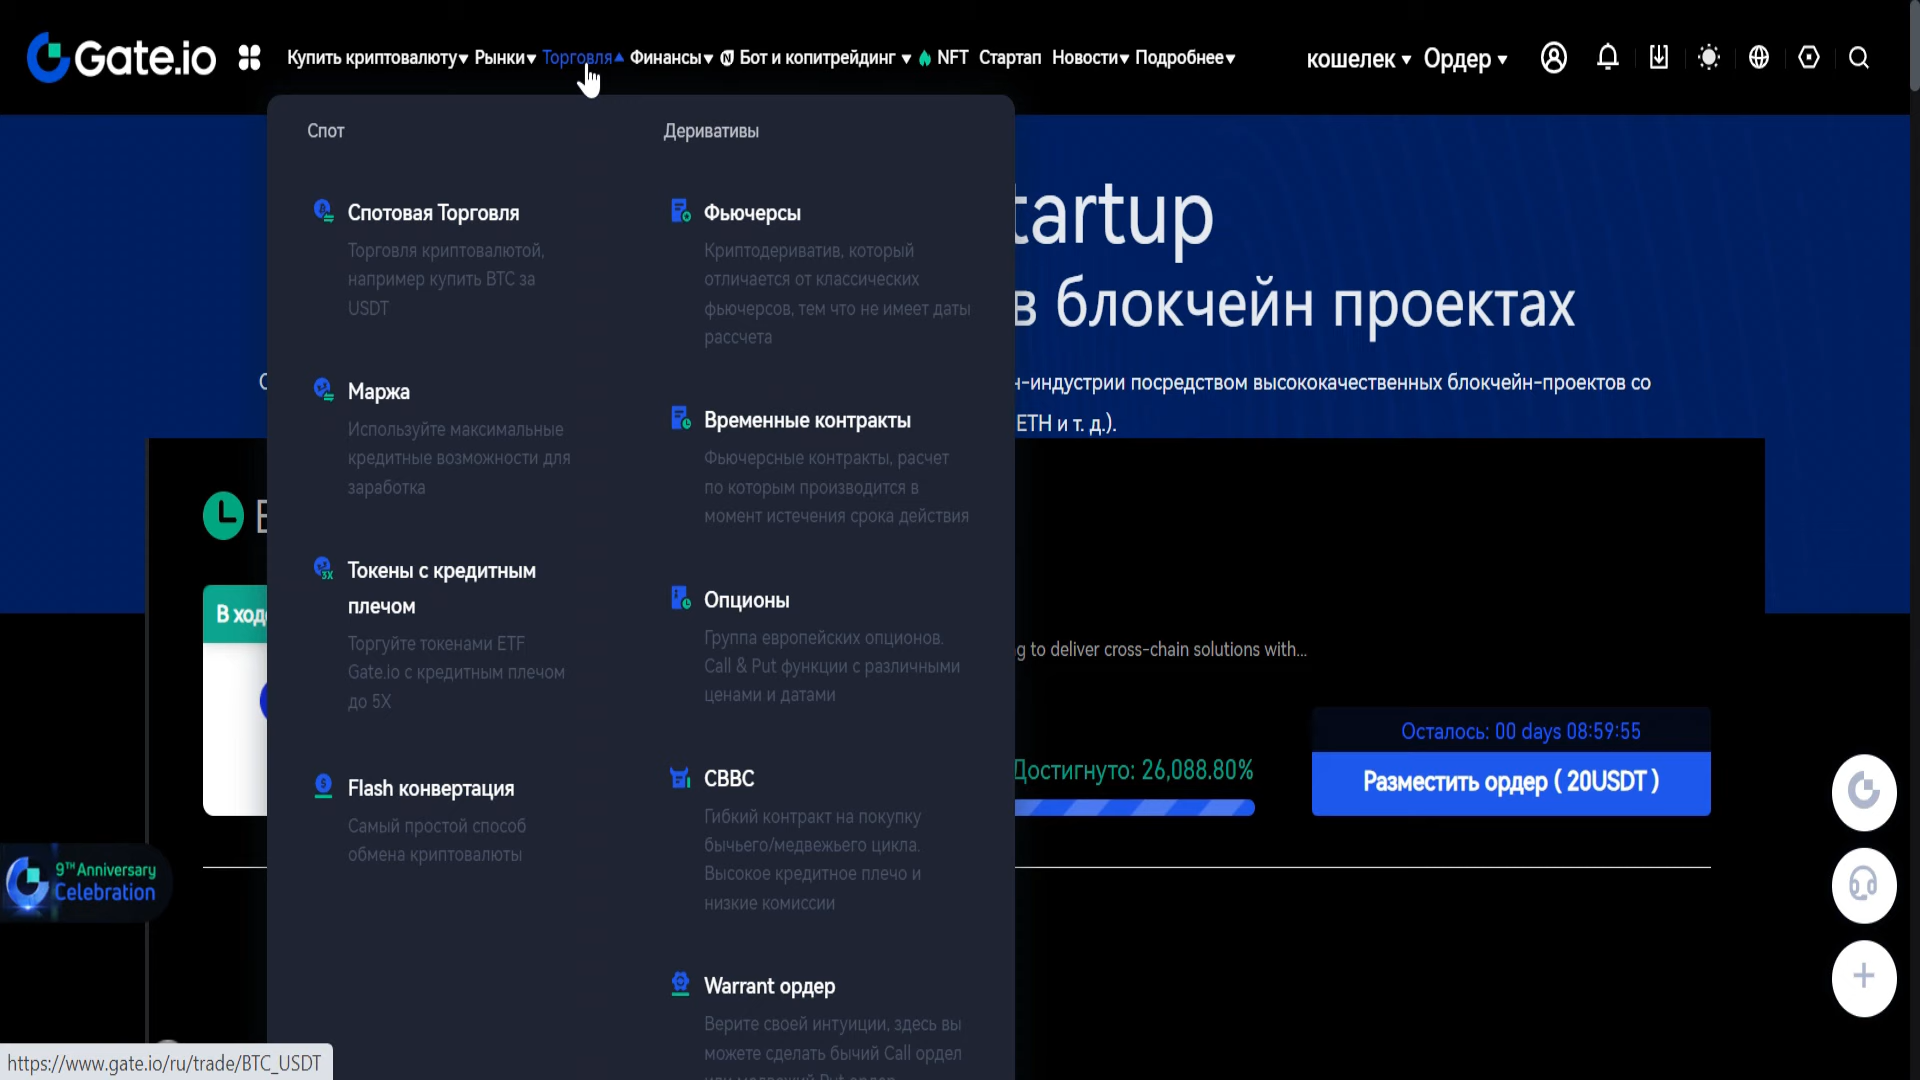 Gate.io
Купить криптовалюту Рынки Торговля Финансы Бот и копитрейдинг NFT Стартап Новости Подробнее кошелек Ордер
Спот
Спотовая Торговля
Торговля криптовалютой,
например купить BTC за
USDT
Маржа
Используйте максимальные
кредитные возможности для
заработка
Токены с кредитным
плечом
Торгуйте токенами ETF
Gate.io с кредитным плечом
до 5X
Flash конвертация
Самый простой способ
обмена криптовалюты
Деривативы
Фьючерсы
Криптодериватив, который
отличается от классических
фьючерсов, тем что не имеет даты
рассчета
Временные контракты
Фьючерсные контракты, расчет
по которым производится в
момент истечения срока действия
Опционы
Группа европейских опционов.
Call & Put функции с различными
ценами и датами
CBBC
Гибкий контракт на покупку
бычьего/медвежьего цикла.
Высокое кредитное плечо и
низкие комиссии
Warrant ордер
Верите своей интуиции, здесь вы
можете сделать бычий Call ордел
tartup
в блокчейн проектах
н-индустрии посредством высококачественных блокчейн-проектов со
ETH и т. д.).
В ход
g to deliver cross-chain solutions with...
Достигнуто: 26,088.80%
Осталось: 00 days 08:59:55
Разместить ордер ( 20USDT )
9TH Anniversary
Celebration
https://www.gate.io/ru/trade/BTC_USDT